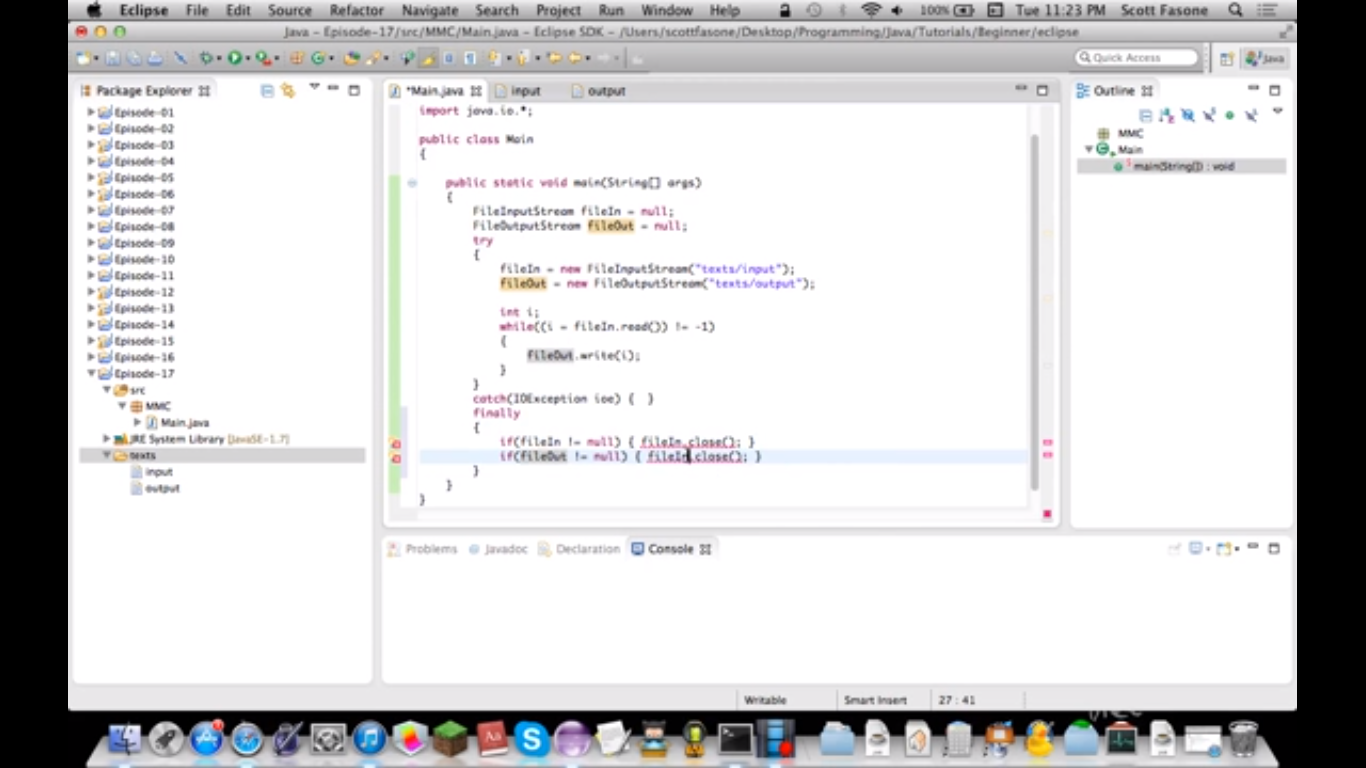 Eclipse File Edit Source Refactor Navigate Search Project Run Window Help 100% Tue 11:23 PM Scott Fasone
Java – Episode-17/src/MMC/Main.java – Eclipse SDK – /Users/scottfasone/Desktop/Programming/Java/Tutorials/Beginner/eclipse
Quick Access Java
Package Explorer
Episode-01
Episode-02
Episode-03
Episode-04
Episode-05
Episode-06
Episode-07
Episode-08
Episode-09
Episode-10
Episode-11
Episode-12
Episode-13
Episode-14
Episode-15
Episode-16
Episode-17
src
MMC
Main.java
JRE System Library [JavaSE-1.7]
texts
input
output
*Main.java input output
import java.io.*;
public class Main
{
public static void main(String[] args)
{
FileInputStream fileIn = null;
FileOutputStream fileOut = null;
try
{
fileIn = new FileInputStream("texts/input");
fileOut = new FileOutputStream("texts/output");
int i;
while((i = fileIn.read()) != -1)
{
fileOut.write(i);
}
}
catch(IOException ioe) { }
finally
{
if(fileIn != null) { fileIn.close(); }
if(fileOut != null) { fileIn.close(); }
}
}
}
Outline
MMC
Main
main(String[]) : void
Problems @ Javadoc Declaration Console
Writable Smart Insert 27 : 41
Aa S